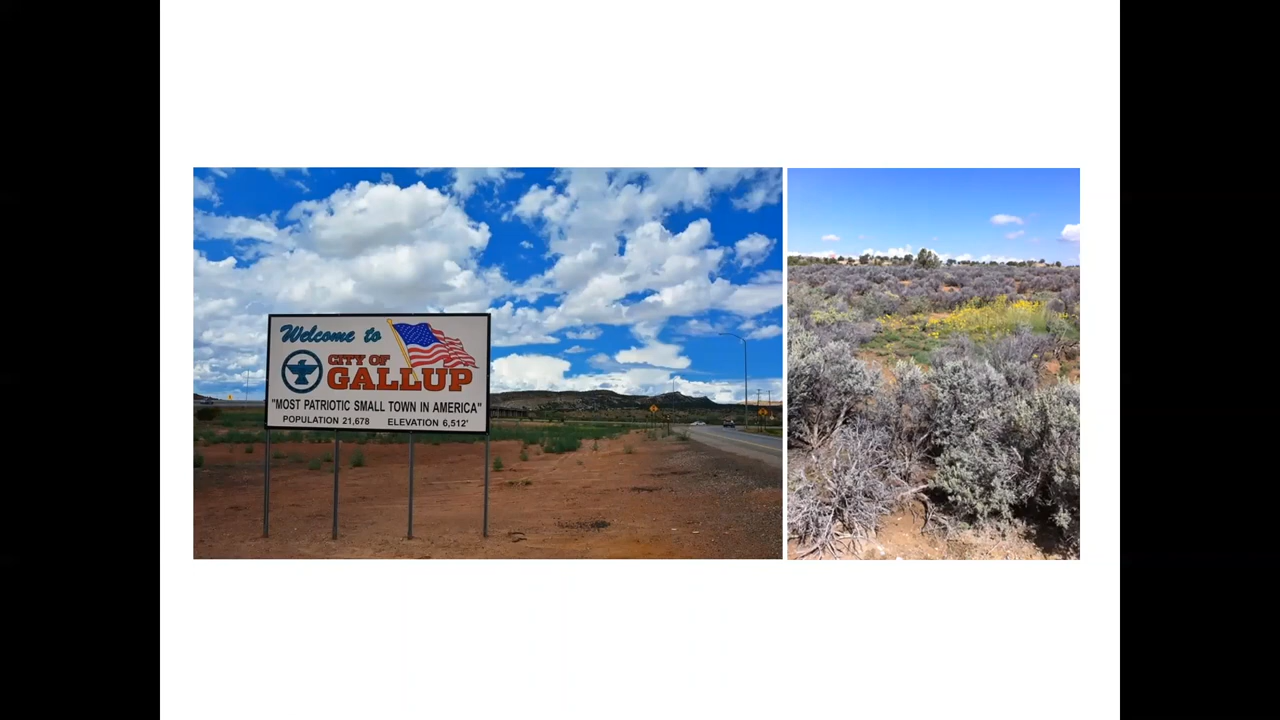 Welcome to
CITY OF
GALLUP
"MOST PATRIOTIC SMALL TOWN IN AMERICA"
POPULATION 21,678 ELEVATION 6,512'